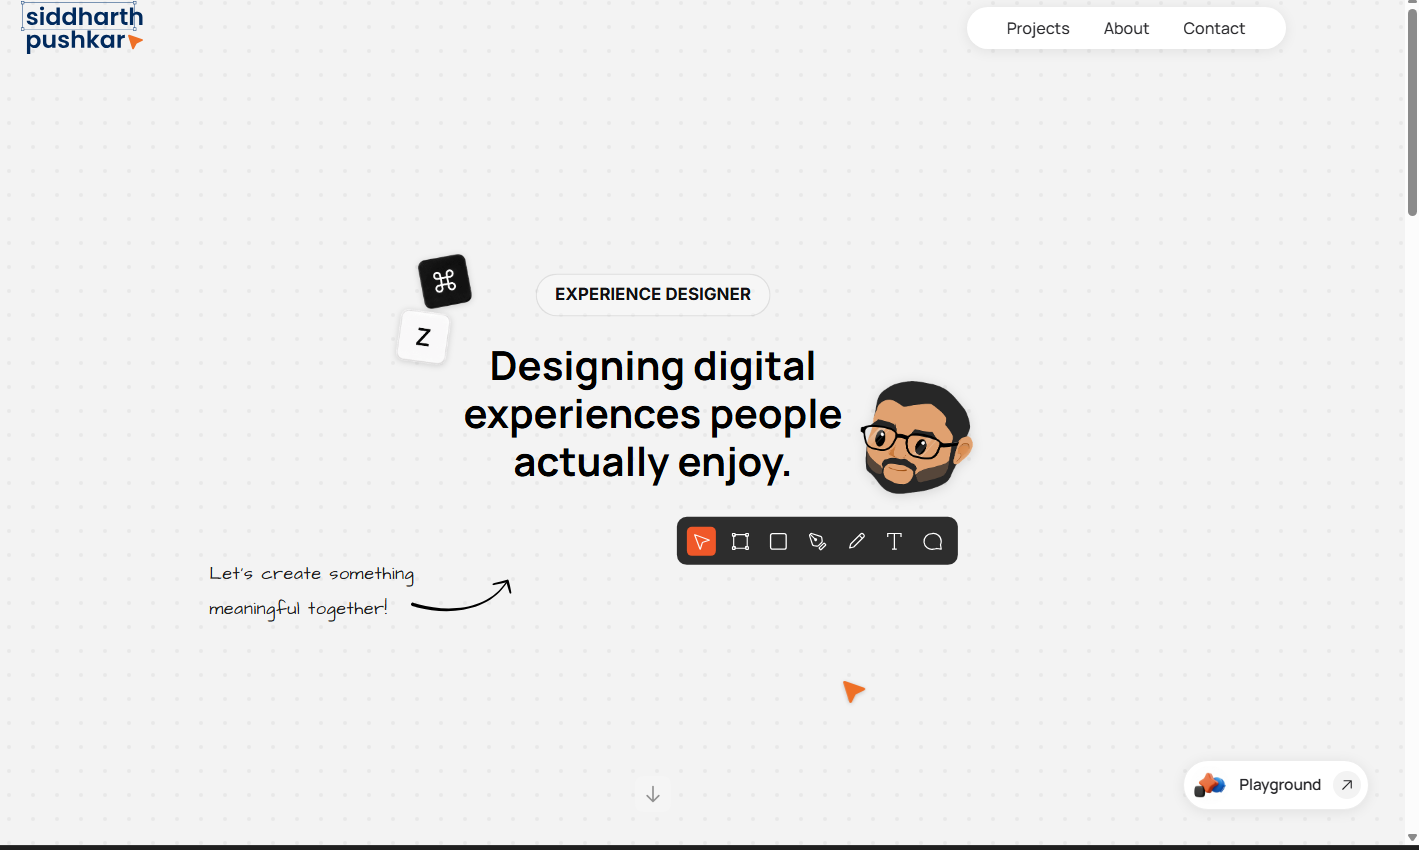 siddharth
pushkar
Projects About Contact
⌘
EXPERIENCE DESIGNER
Z
Designing digital
experiences people
actually enjoy.
Let's create something
meaningful together!
Playground